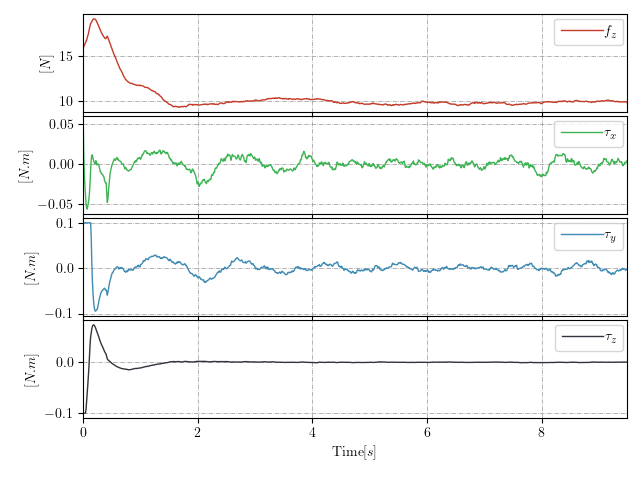 f_z
15
10
[N]
τ_x
0.05
0.00
−0.05
[N.m]
τ_y
0.1
0.0
−0.1
[N.m]
τ_z
0.0
−0.1
[N.m]
0 2 4 6 8
Time[s]